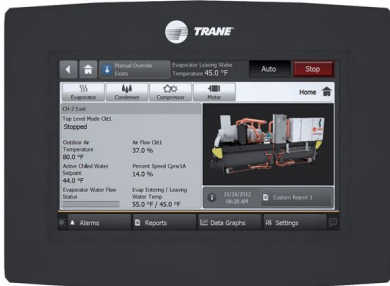 TRANE
Manual Override
Exists
Evaporator Leaving Water
Temperature 45.0 °F
Auto
Stop
Evaporator
Condenser
Compressor
Motor
Home
CH-2 East
Top Level Mode Ckt1
Stopped
Outdoor Air
Temperature
80.0 °F
Air Flow Ckt1
37.0 %
Active Chilled Water
Setpoint
44.0 °F
Percent Speed Cprsr1A
14.0 %
Evaporator Water Flow
Status
Evap Entering / Leaving
Water Temp
55.0 °F / 45.0 °F
11/16/2012
08:28 AM
Custom Report 1
Alarms
Reports
Data Graphs
Settings